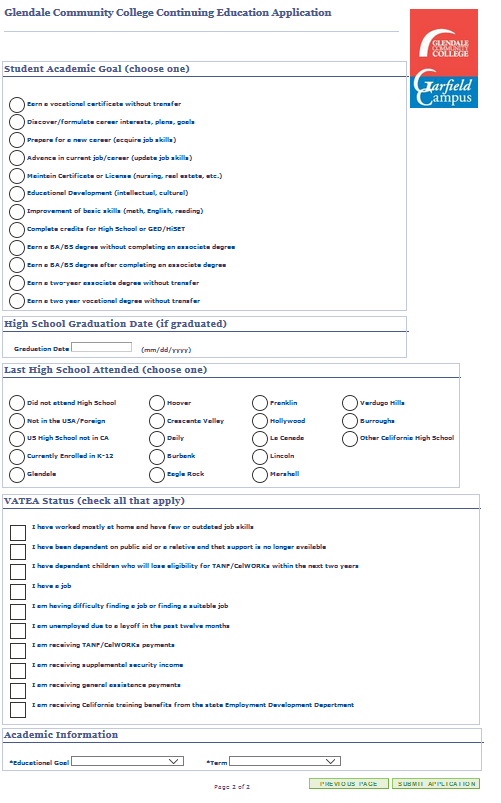 Glendale Community College Continuing Education Application
GLENDALE
COMMUNITY
COLLEGE
Garfield
Campus
Student Academic Goal (choose one)
Earn a vocational certificate without transfer
Discover/formulate career interests, plans, goals
Prepare for a new career (acquire job skills)
Advance in current job/career (update job skills)
Maintain Certificate or License (nursing, real estate, etc.)
Educational Development (intellectual, cultural)
Improvement of basic skills (math, English, reading)
Complete credits for High School or GED/HiSET
Earn a BA/BS degree without completing an associate degree
Earn a BA/BS degree after completing an associate degree
Earn a two-year associate degree without transfer
Earn a two year vocational degree without transfer
High School Graduation Date (if graduated)
Graduation Date (mm/dd/yyyy)
Last High School Attended (choose one)
Did not attend High School Hoover Franklin Verdugo Hills
Not in the USA/Foreign Crescenta Valley Hollywood Burroughs
US High School not in CA Daily La Canada Other California High School
Currently Enrolled in K-12 Burbank Lincoln
Glendale Eagle Rock Marshall
VATEA Status (check all that apply)
I have worked mostly at home and have few or outdated job skills
I have been dependent on public aid or a relative and that support is no longer available
I have dependent children who will lose eligibility for TANF/CalWORKs within the next two years
I have a job
I am having difficulty finding a job or finding a suitable job
I am unemployed due to a layoff in the past twelve months
I am receiving TANF/CalWORKs payments
I am receiving supplemental security income
I am receiving general assistance payments
I am receiving California training benefits from the state Employment Development Department
Academic Information
*Educational Goal *Term
Page 2 of 2 PREVIOUS PAGE SUBMIT APPLICATION